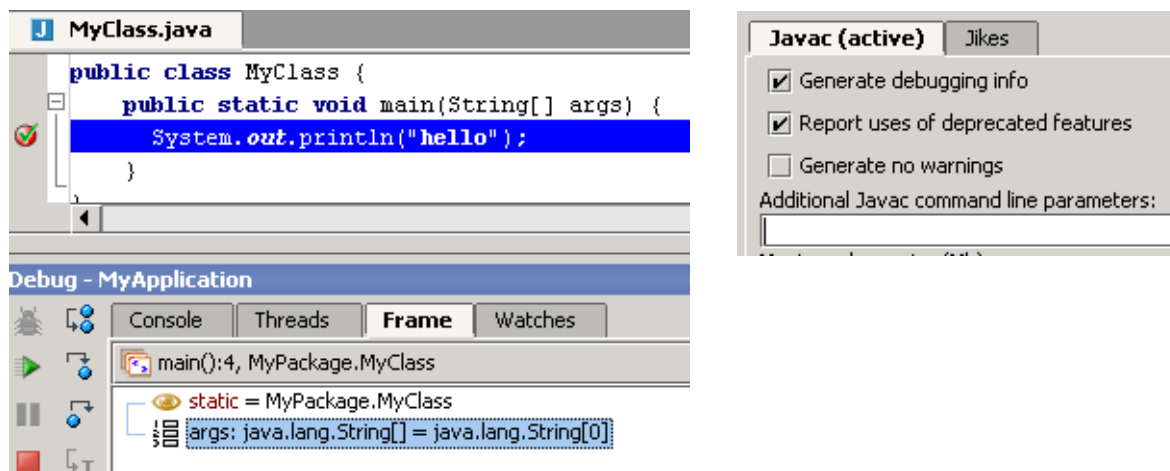 J MyClass.java
public class MyClass {
public static void main(String[] args) {
System.out.println("hello");
}
Debug - MyApplication
Console Threads Frame Watches
main():4, MyPackage.MyClass
static = MyPackage.MyClass
args: java.lang.String[] = java.lang.String[0]
Javac (active) Jikes
Generate debugging info
Report uses of deprecated features
Generate no warnings
Additional Javac command line parameters: